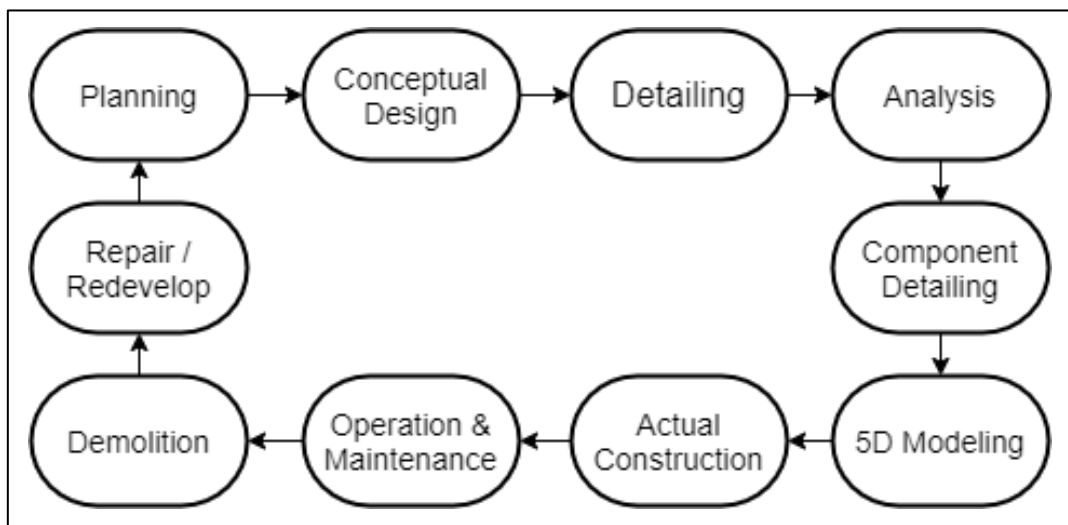 Planning
Conceptual
Design
Detailing
Analysis
Repair /
Redevelop
Component
Detailing
Demolition
Operation &
Maintenance
Actual
Construction
5D Modeling